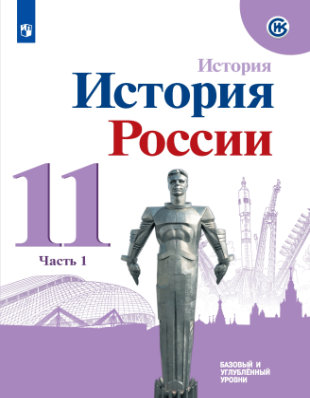 История
История
России
11
Часть 1
БАЗОВЫЙ И
УГЛУБЛЁННЫЙ
УРОВНИ